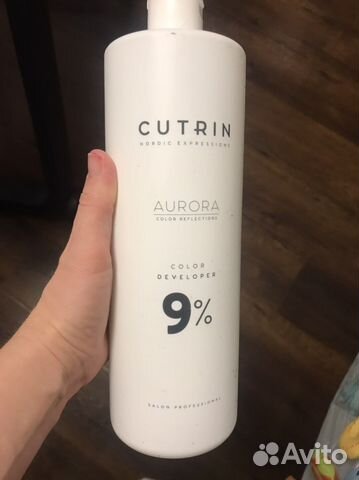 CUTRIN
NORDIC EXPRESSIONS
AURORA
COLOR REFLECTIONS
COLOR
DEVELOPER
9%
SALON PROFESSIONAL
Avito